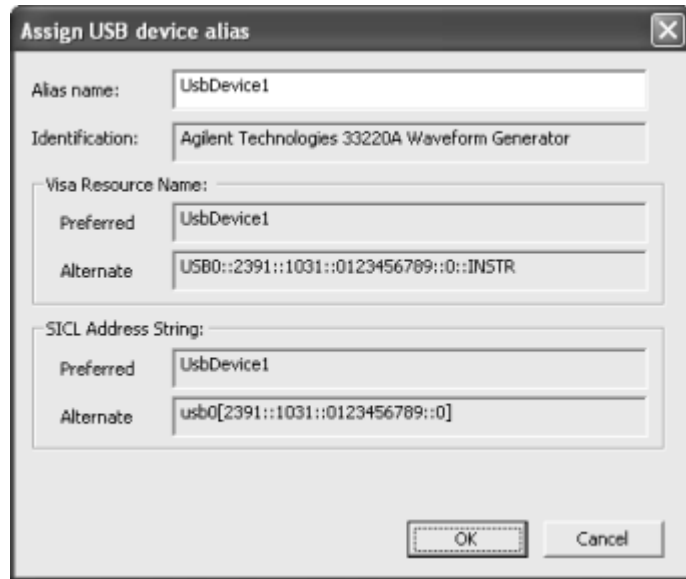 Assign USB device alias
Alias name: UsbDevice1
Identification: Agilent Technologies 33220A Waveform Generator
Visa Resource Name:
Preferred UsbDevice1
Alternate USB0::2391::1031::0123456789::0::INSTR
SICL Address String:
Preferred UsbDevice1
Alternate usb0[2391::1031::0123456789::0]
OK Cancel